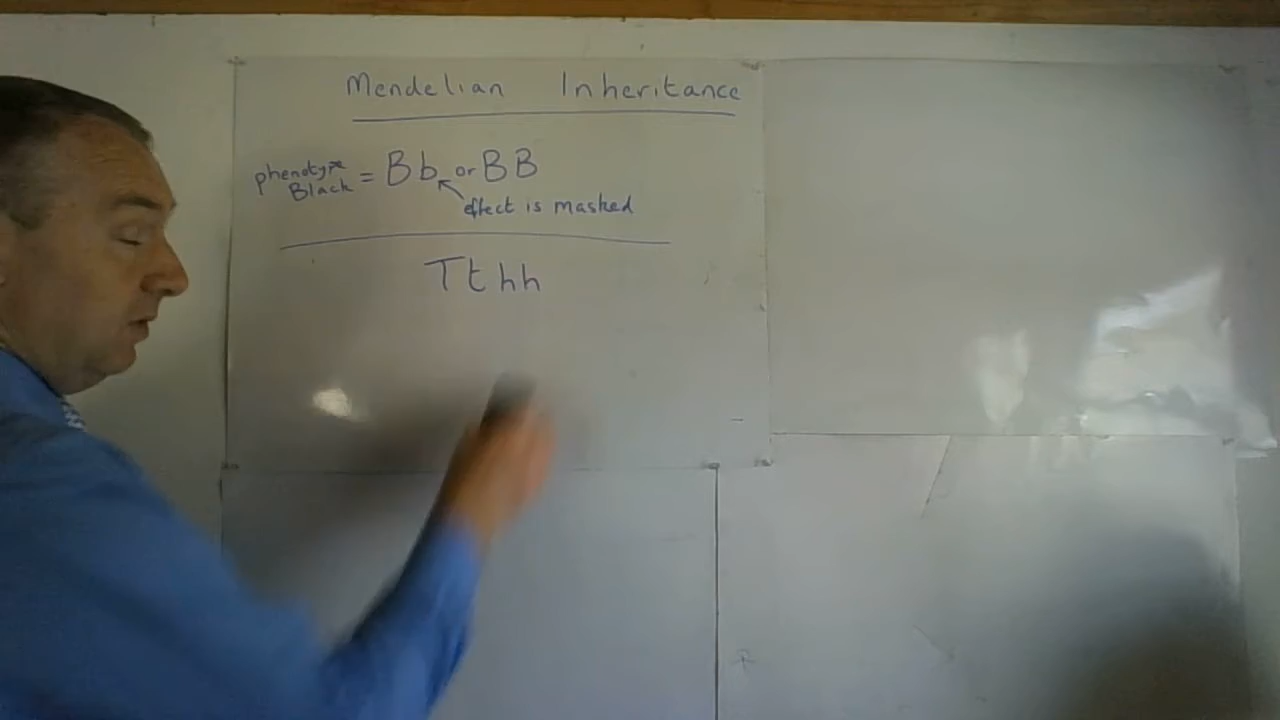 Mendelian Inheritance
phenotype
Black = Bb or BB
effect is masked
Tthh